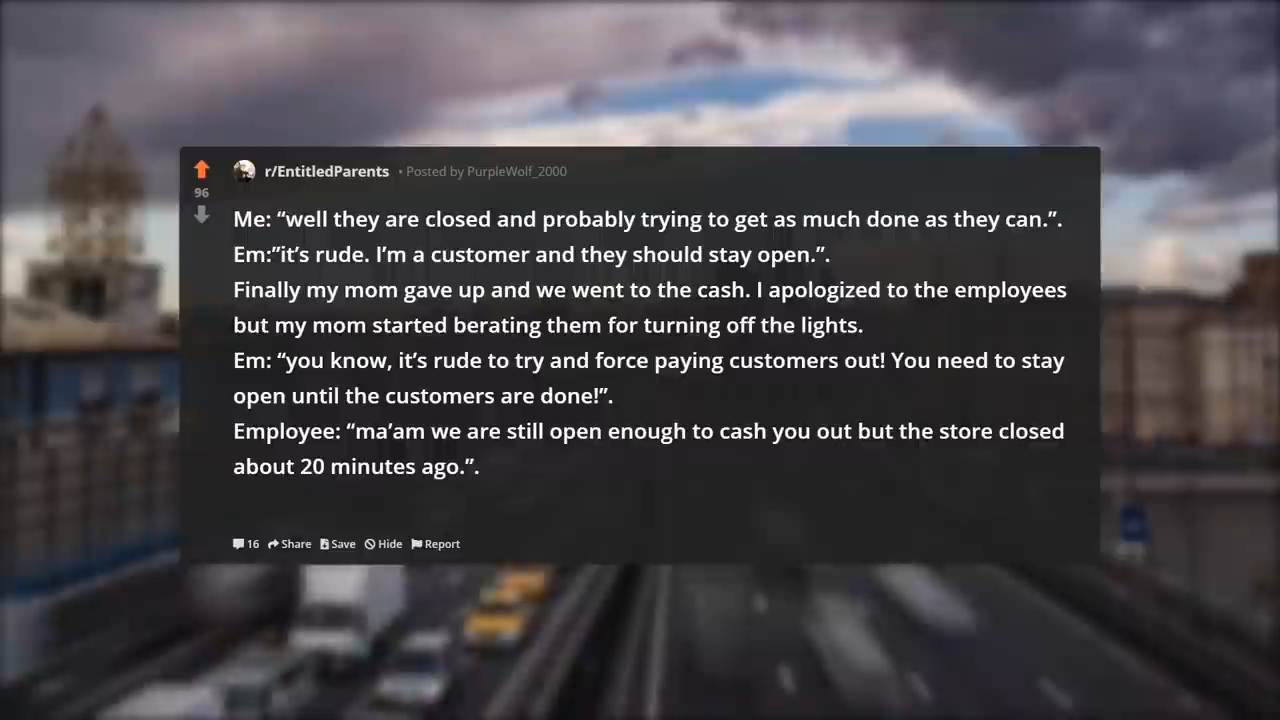 r/EntitledParents • Posted by PurpleWolf_2000
96
Me: “well they are closed and probably trying to get as much done as they can.”.
Em:”it’s rude. I’m a customer and they should stay open.”.
Finally my mom gave up and we went to the cash. I apologized to the employees
but my mom started berating them for turning off the lights.
Em: “you know, it’s rude to try and force paying customers out! You need to stay
open until the customers are done!”.
Employee: “ma’am we are still open enough to cash you out but the store closed
about 20 minutes ago.”.
16 Share Save Hide Report